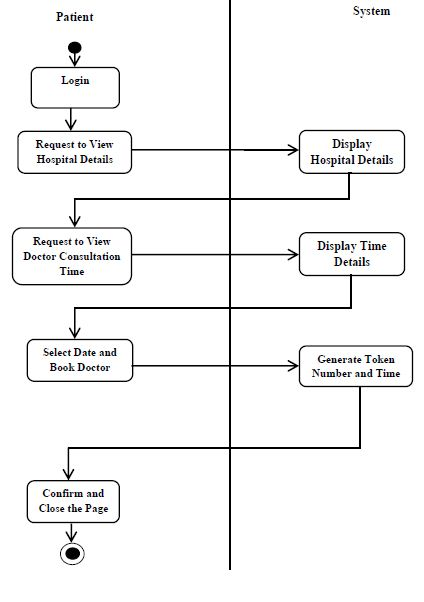 Patient
System
Login
Request to View
Hospital Details
Display
Hospital Details
Request to View
Doctor Consultation
Time
Display Time
Details
Select Date and
Book Doctor
Generate Token
Number and Time
Confirm and
Close the Page